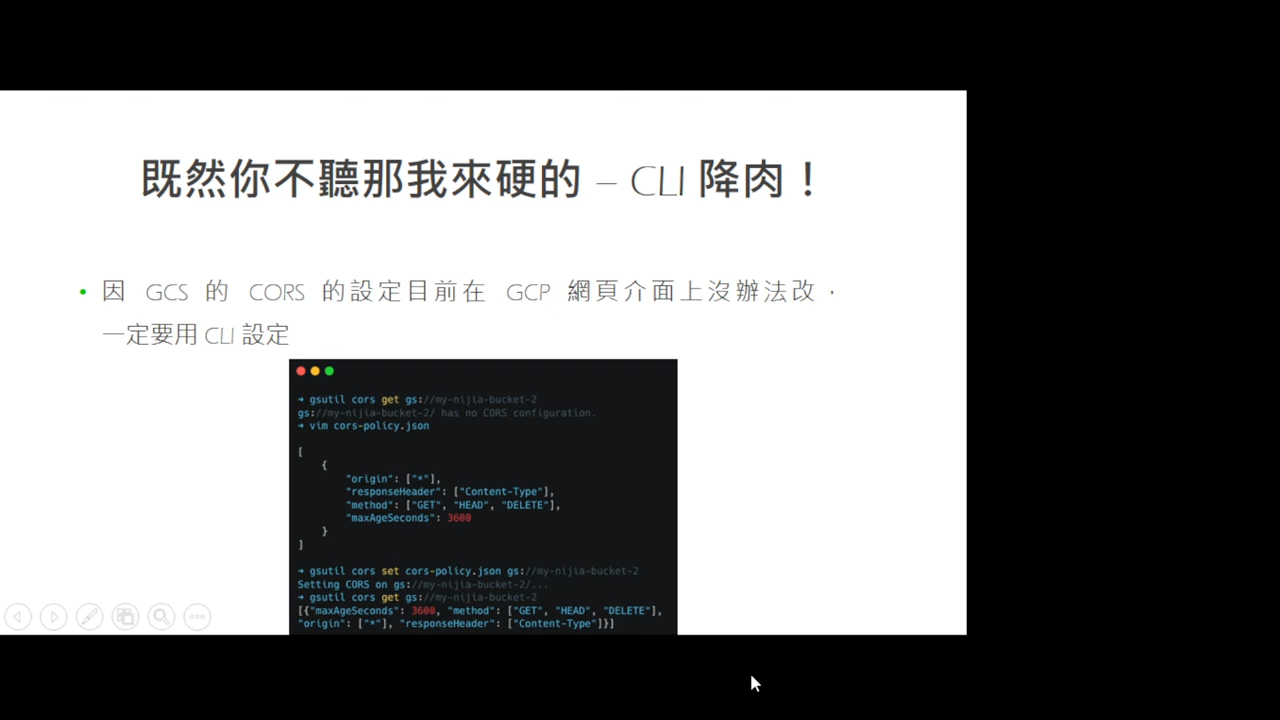 既然你不聽那我來硬的 – CLI 降肉！
• 因 GCS 的 CORS 的設定目前在 GCP 網頁介面上沒辦法改，
一定要用 CLI 設定
➜ gsutil cors get gs://my-nijia-bucket-2
gs://my-nijia-bucket-2/ has no CORS configuration.
➜ vim cors-policy.json
[
    {
        "origin": ["*"],
        "responseHeader": ["Content-Type"],
        "method": ["GET", "HEAD", "DELETE"],
        "maxAgeSeconds": 3600
    }
]
➜ gsutil cors set cors-policy.json gs://my-nijia-bucket-2
Setting CORS on gs://my-nijia-bucket-2/...
➜ gsutil cors get gs://my-nijia-bucket-2
[{"maxAgeSeconds": 3600, "method": ["GET", "HEAD", "DELETE"],
"origin": ["*"], "responseHeader": ["Content-Type"]}]